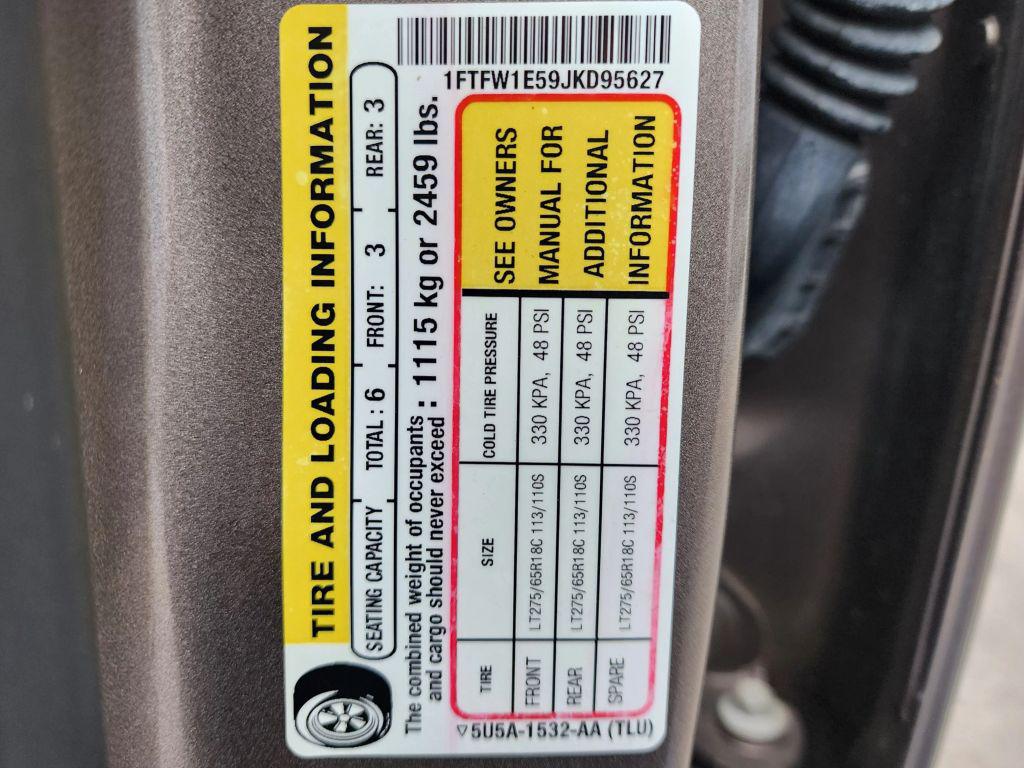 TIRE AND LOADING INFORMATION
SEATING CAPACITY TOTAL : 6 FRONT: 3 REAR: 3
The combined weight of occupants
and cargo should never exceed : 1115 kg or 2459 lbs.
TIRE SIZE COLD TIRE PRESSURE
FRONT LT275/65R18C 113/110S 330 KPA, 48 PSI
REAR LT275/65R18C 113/110S 330 KPA, 48 PSI
SPARE LT275/65R18C 113/110S 330 KPA, 48 PSI
SEE OWNERS
MANUAL FOR
ADDITIONAL
INFORMATION
5U5A-1532-AA (TLU)
1FTFW1E59JKD95627